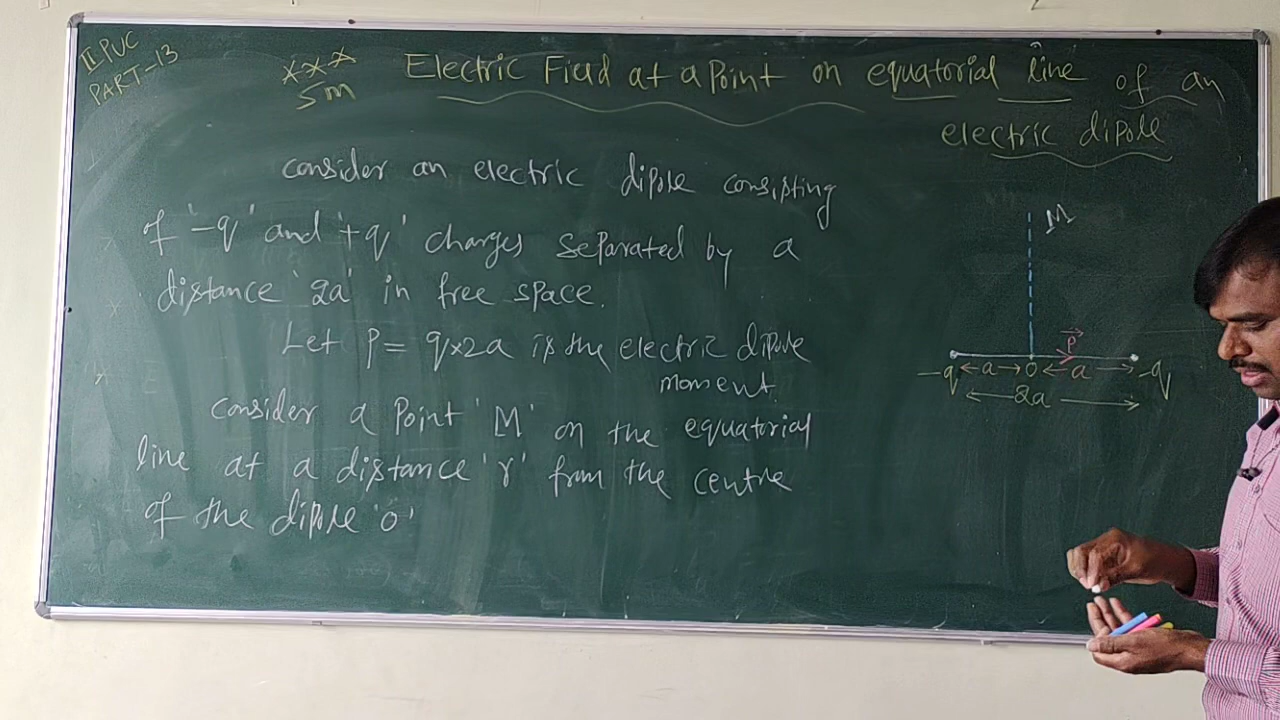 II PUC
PART-13
***
5m
Electric Field at a Point on equatorial line of an
electric dipole
consider an electric dipole consisting
of '-q' and '+q' charges separated by a
distance '2a' in free space.
Let P = q×2a is the electric dipole
moment.
consider a Point 'M' on the equatorial
line at a distance 'r' from the centre
of the dipole 'o'
M
P⃗
-q a o a -q
2a